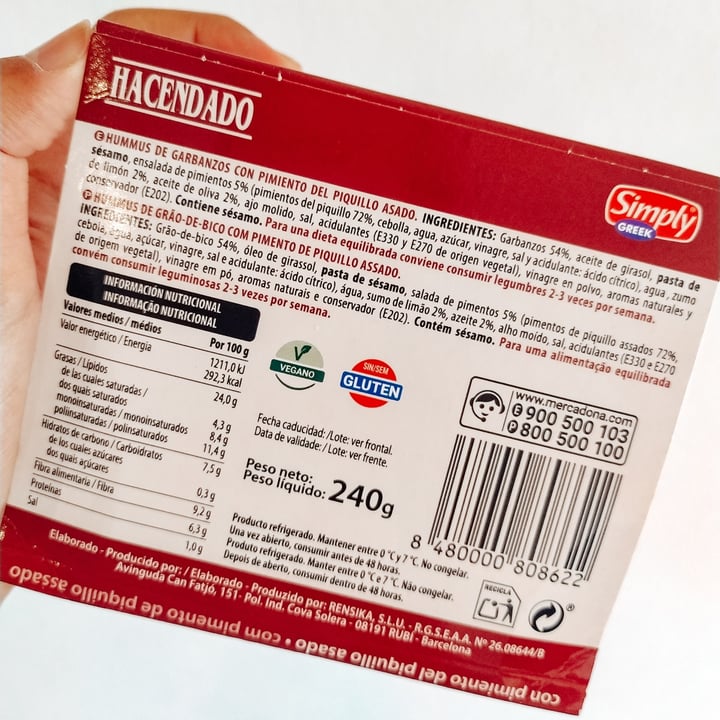 HACENDADO
Simply
GREEK
E HUMMUS DE GARBANZOS CON PIMIENTO DEL PIQUILLO ASADO. INGREDIENTES: Garbanzos 54%, aceite de girasol, pasta de
sésamo, ensalada de pimientos 5% (pimientos del piquillo 72%, cebolla, agua, azúcar, vinagre, sal y acidulante: ácido cítrico), agua, zumo
de limón 2%, aceite de oliva 2%, ajo molido, sal, acidulantes (E330 y E270 de origen vegetal), vinagre en polvo, aromas naturales y
conservador (E202). Contiene sésamo. Para una dieta equilibrada conviene consumir legumbres 2-3 veces por semana.
P HUMMUS DE GRÃO-DE-BICO COM PIMENTO DE PIQUILLO ASSADO.
INGREDIENTES: Grão-de-bico 54%, óleo de girassol, pasta de sésamo, salada de pimentos 5% (pimentos de piquillo assados 72%,
cebola, água, açúcar, vinagre, sal e acidulante: ácido cítrico), água, sumo de limão 2%, azeite 2%, alho moído, sal, acidulantes (E330 e E270
de origem vegetal), vinagre em pó, aromas naturais e conservador (E202). Contém sésamo. Para uma alimentação equilibrada
convém consumir leguminosas 2-3 vezes por semana.
INFORMACIÓN NUTRICIONAL
INFORMAÇÃO NUTRICIONAL
Valores medios / médios Por 100 g
Valor energético / Energia 1211,0 kJ
292,3 kcal
Grasas / Lípidos 24,0 g
de las cuales saturadas /
dos quais saturados 4,3 g
monoinsaturadas / monoinsaturados 8,4 g
poliinsaturadas / polinsaturados 11,4 g
Hidratos de carbono / Carboidratos 7,5 g
de los cuales azúcares
dos quais açúcares 0,3 g
Fibra alimentaria / Fibra 9,2 g
Proteínas 6,3 g
Sal 1,0 g
VEGANO
SIN/SEM
GLUTEN
Fecha caducidad: /Lote: ver frontal.
Data de validade: / Lote: ver frente.
Peso neto:
Peso líquido: 240g
www.mercadona.com
E 900 500 103
P 800 500 100
8 480000 808622
Producto refrigerado. Mantener entre 0 °C y 7 °C. No congelar.
Una vez abierto, consumir antes de 48 horas.
Produto refrigerado. Manter entre 0 °C e 7 °C. Não congelar.
Depois de aberto, consumir dentro de 48 horas.
RECICLA
®
Elaborado - Producido por: / Elaborado - Produzido por: RENSIKA, S.L.U. - R.G.S.E.A.A. Nº 26.08644/B
Avinguda Can Fatjó, 151- Pol. Ind. Cova Solera - 08191 RUBI - Barcelona
con pimiento del piquillo asado • com pimento de piquillo assado